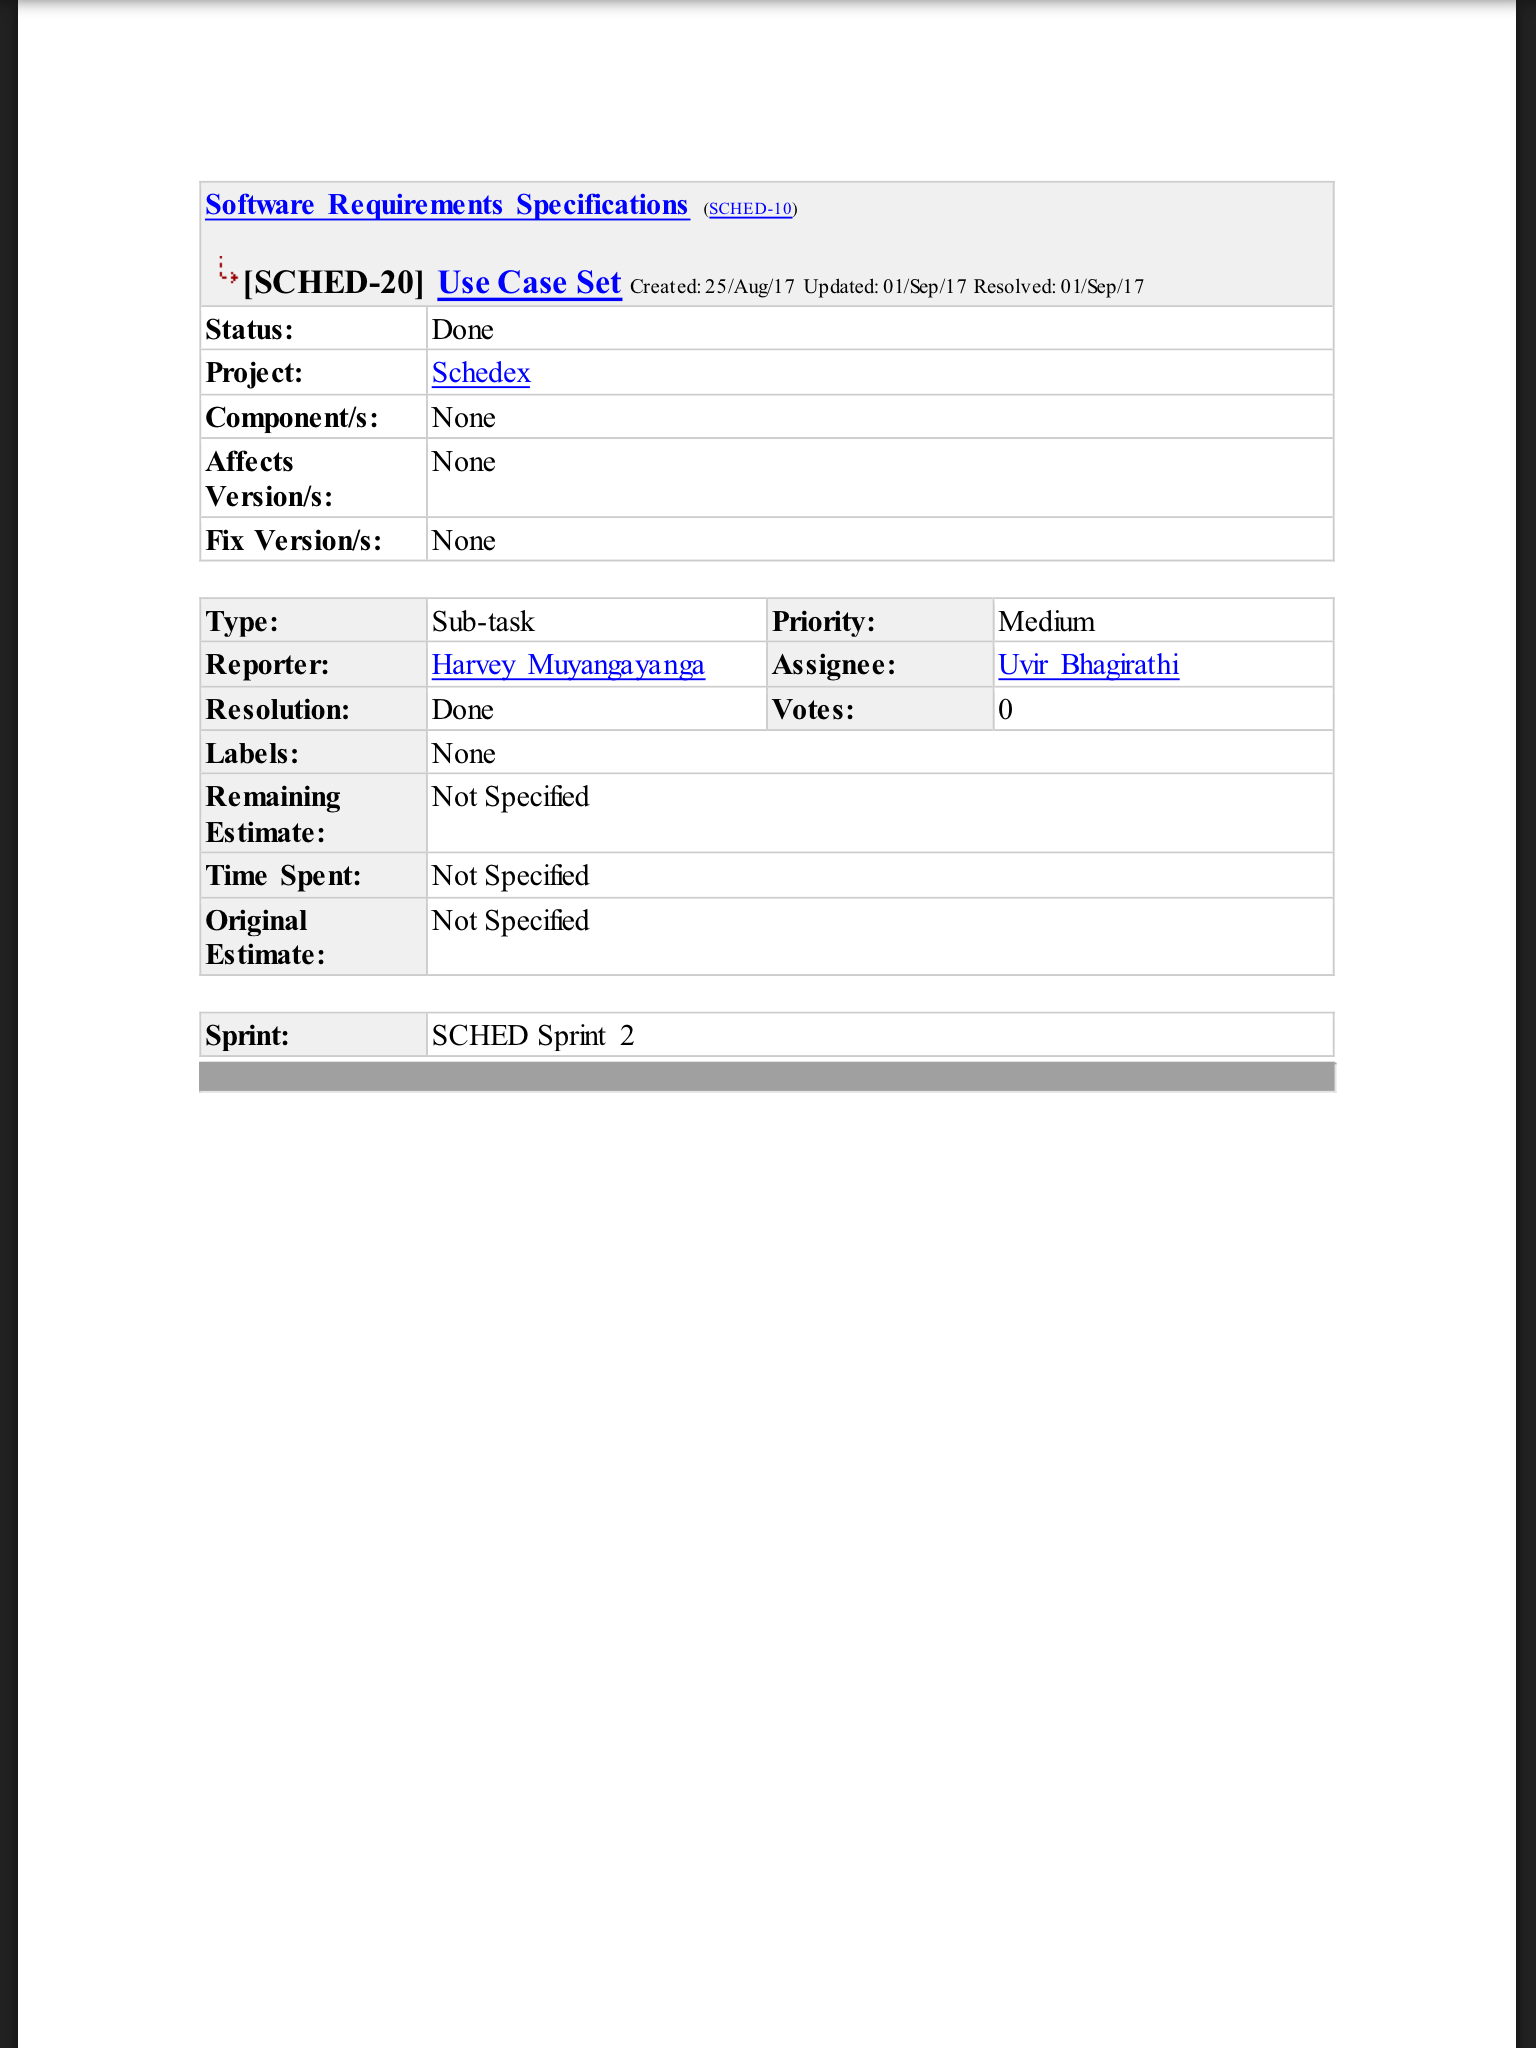 Software Requirements Specifications (SCHED-10)
[SCHED-20] Use Case Set Created: 25/Aug/17 Updated: 01/Sep/17 Resolved: 01/Sep/17
Status: Done
Project: Schedex
Component/s: None
Affects None
Version/s:
Fix Version/s: None
Type: Sub-task Priority: Medium
Reporter: Harvey Muyangayanga Assignee: Uvir Bhagirathi
Resolution: Done Votes: 0
Labels: None
Remaining Not Specified
Estimate:
Time Spent: Not Specified
Original Not Specified
Estimate:
Sprint: SCHED Sprint 2